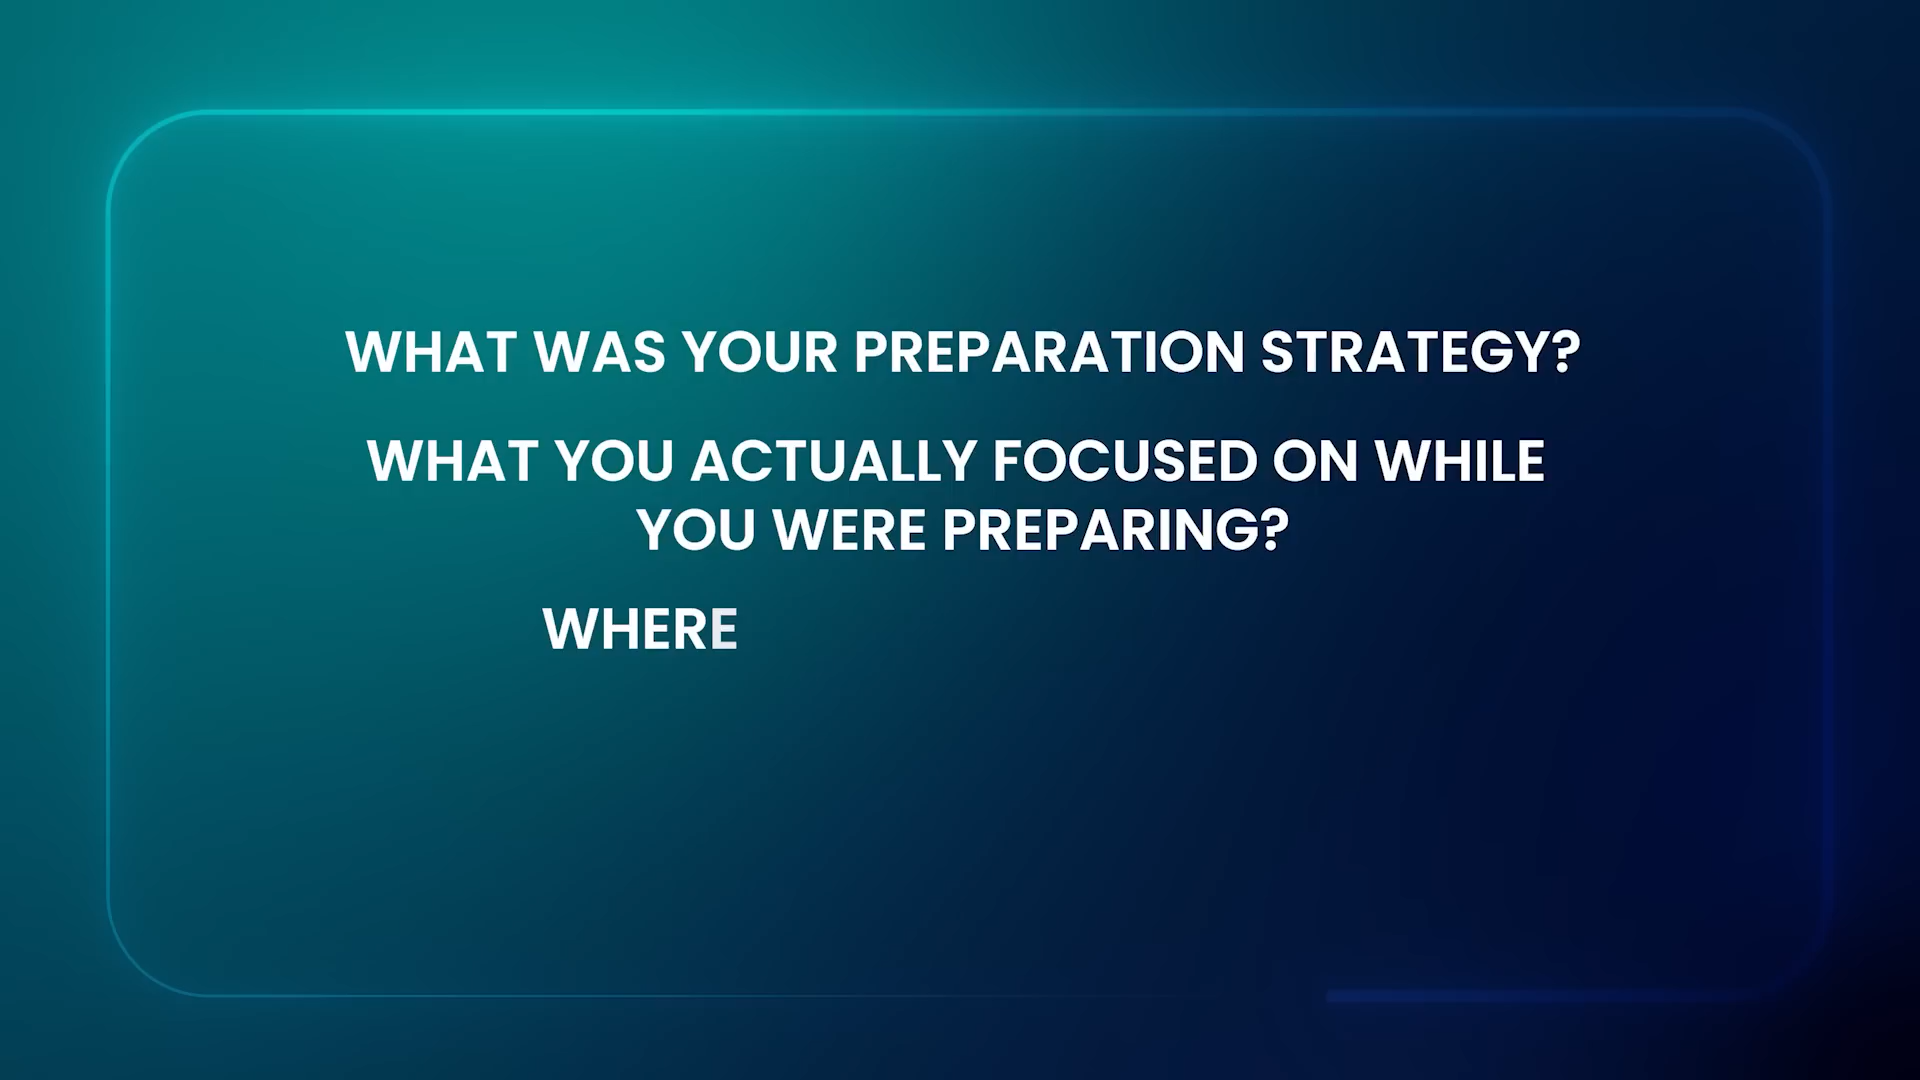 WHAT WAS YOUR PREPARATION STRATEGY?
WHAT YOU ACTUALLY FOCUSED ON WHILE
YOU WERE PREPARING?
WHERE